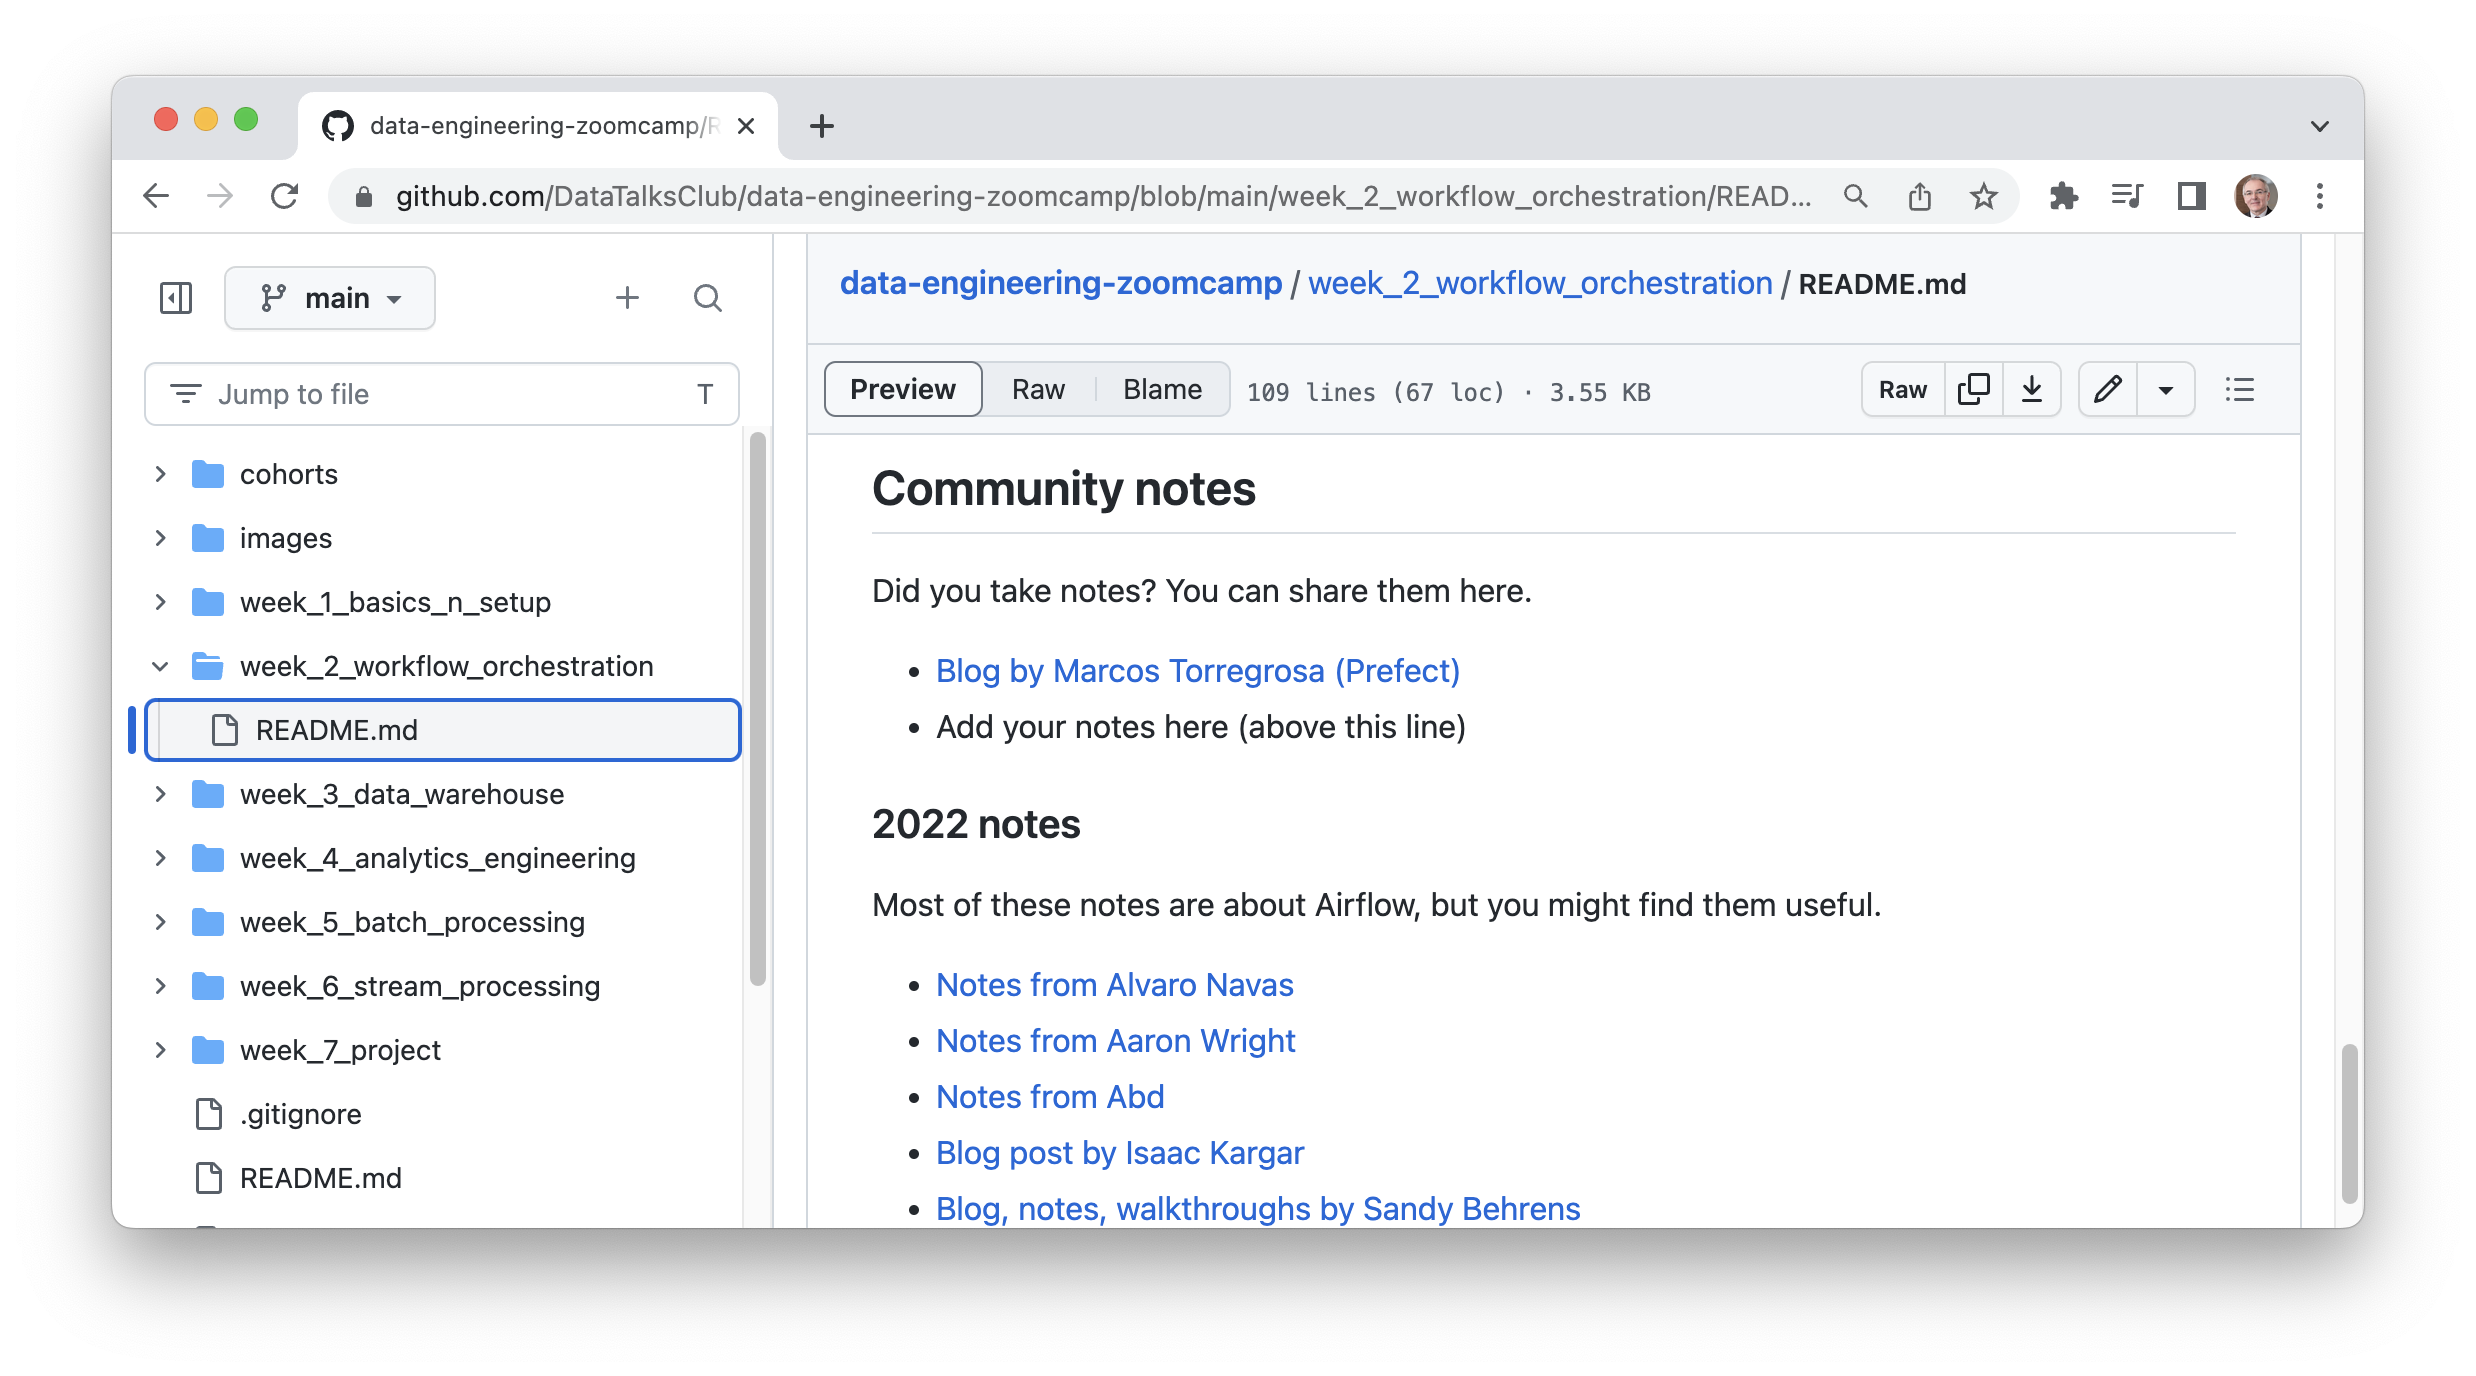 data-engineering-zoomcamp/R
github.com/DataTalksClub/data-engineering-zoomcamp/blob/main/week_2_workflow_orchestration/READ...
main
Jump to file T
cohorts
images
week_1_basics_n_setup
week_2_workflow_orchestration
README.md
week_3_data_warehouse
week_4_analytics_engineering
week_5_batch_processing
week_6_stream_processing
week_7_project
.gitignore
README.md
data-engineering-zoomcamp / week_2_workflow_orchestration / README.md
Preview Raw Blame 109 lines (67 loc) · 3.55 KB Raw
Community notes
Did you take notes? You can share them here.
• Blog by Marcos Torregrosa (Prefect)
• Add your notes here (above this line)
2022 notes
Most of these notes are about Airflow, but you might find them useful.
• Notes from Alvaro Navas
• Notes from Aaron Wright
• Notes from Abd
• Blog post by Isaac Kargar
• Blog, notes, walkthroughs by Sandy Behrens